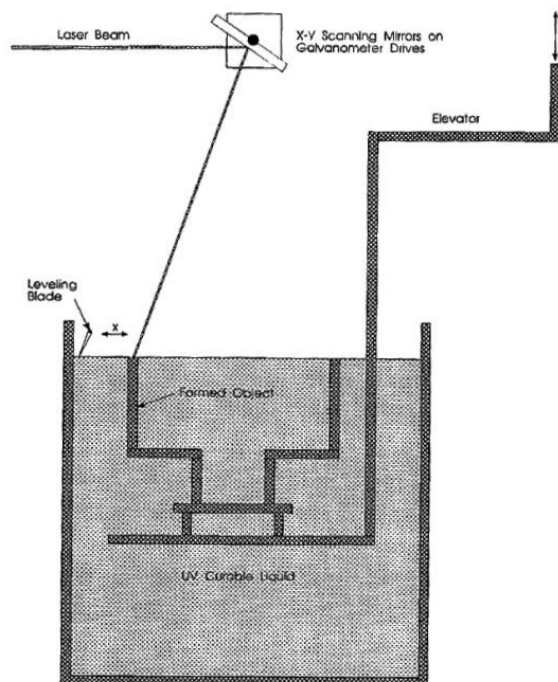 Laser Beam
X-Y Scanning Mirrors on
Galvanometer Drives
Elevator
Leveling
Blade
x
Formed Object
UV Curable Liquid